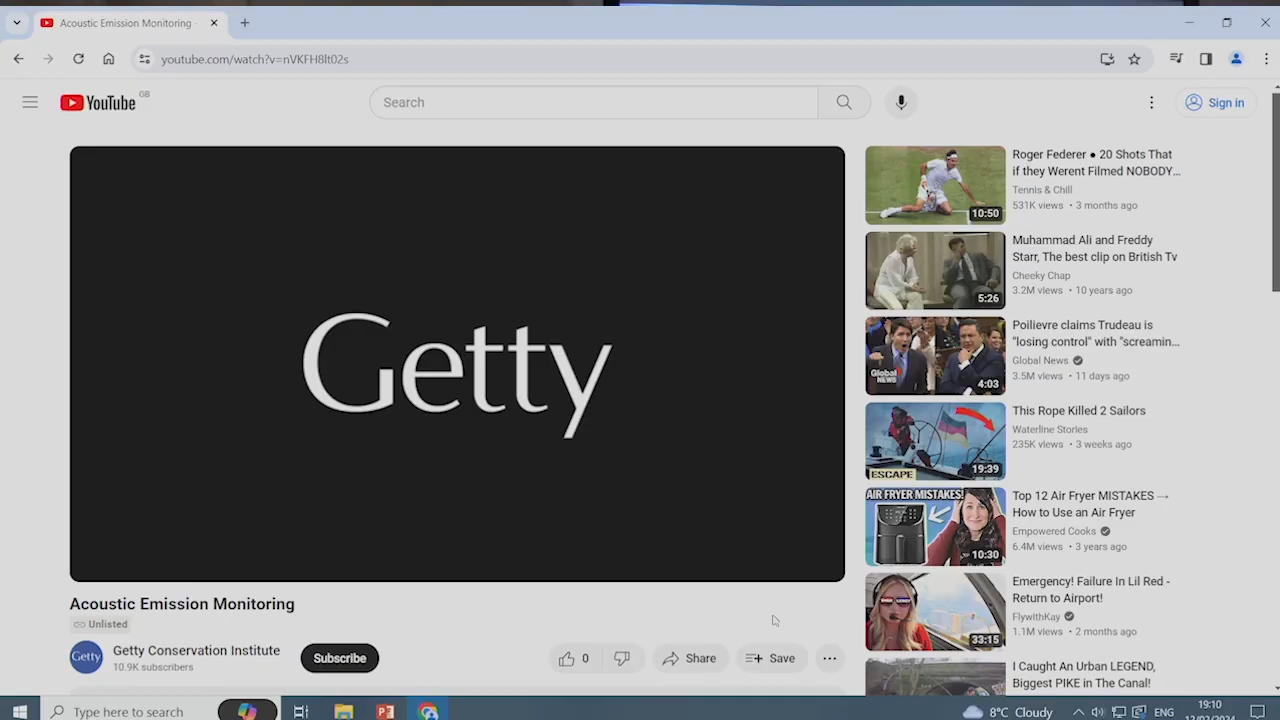 Acoustic Emission Monitoring
youtube.com/watch?v=nVKFH8lt02s
YouTube GB
Search
Sign in
Getty
Acoustic Emission Monitoring
Unlisted
Getty
Getty Conservation Institute
10.9K subscribers
Subscribe
0
Share
Save
10:50
Roger Federer ● 20 Shots That
if they Werent Filmed NOBODY...
Tennis & Chill
531K views • 3 months ago
5:26
Muhammad Ali and Freddy
Starr, The best clip on British Tv
Cheeky Chap
3.2M views • 10 years ago
Global
NEWS
4:03
Poilievre claims Trudeau is
"losing control" with "screamin...
Global News
3.5M views • 11 days ago
ESCAPE
19:39
This Rope Killed 2 Sailors
Waterline Stories
235K views • 3 weeks ago
AIR FRYER MISTAKES!
10:30
Top 12 Air Fryer MISTAKES →
How to Use an Air Fryer
Empowered Cooks
6.4M views • 3 years ago
33:15
Emergency! Failure In Lil Red -
Return to Airport!
FlywithKay
1.1M views • 2 months ago
I Caught An Urban LEGEND,
Biggest PIKE in The Canal!
Type here to search
8°C Cloudy
ENG
19:10